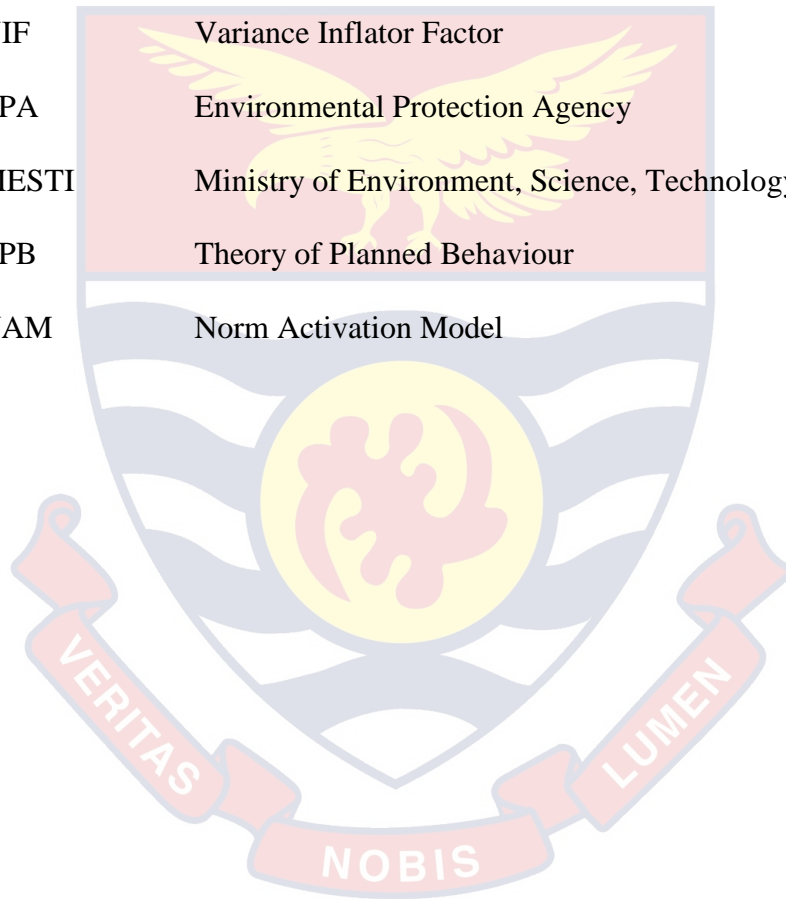 IF Variance Inflator Factor
PA Environmental Protection Agency
ESTI Ministry of Environment, Science, Technology
PB Theory of Planned Behaviour
AM Norm Activation Model
VERITAS NOBIS LUMEN